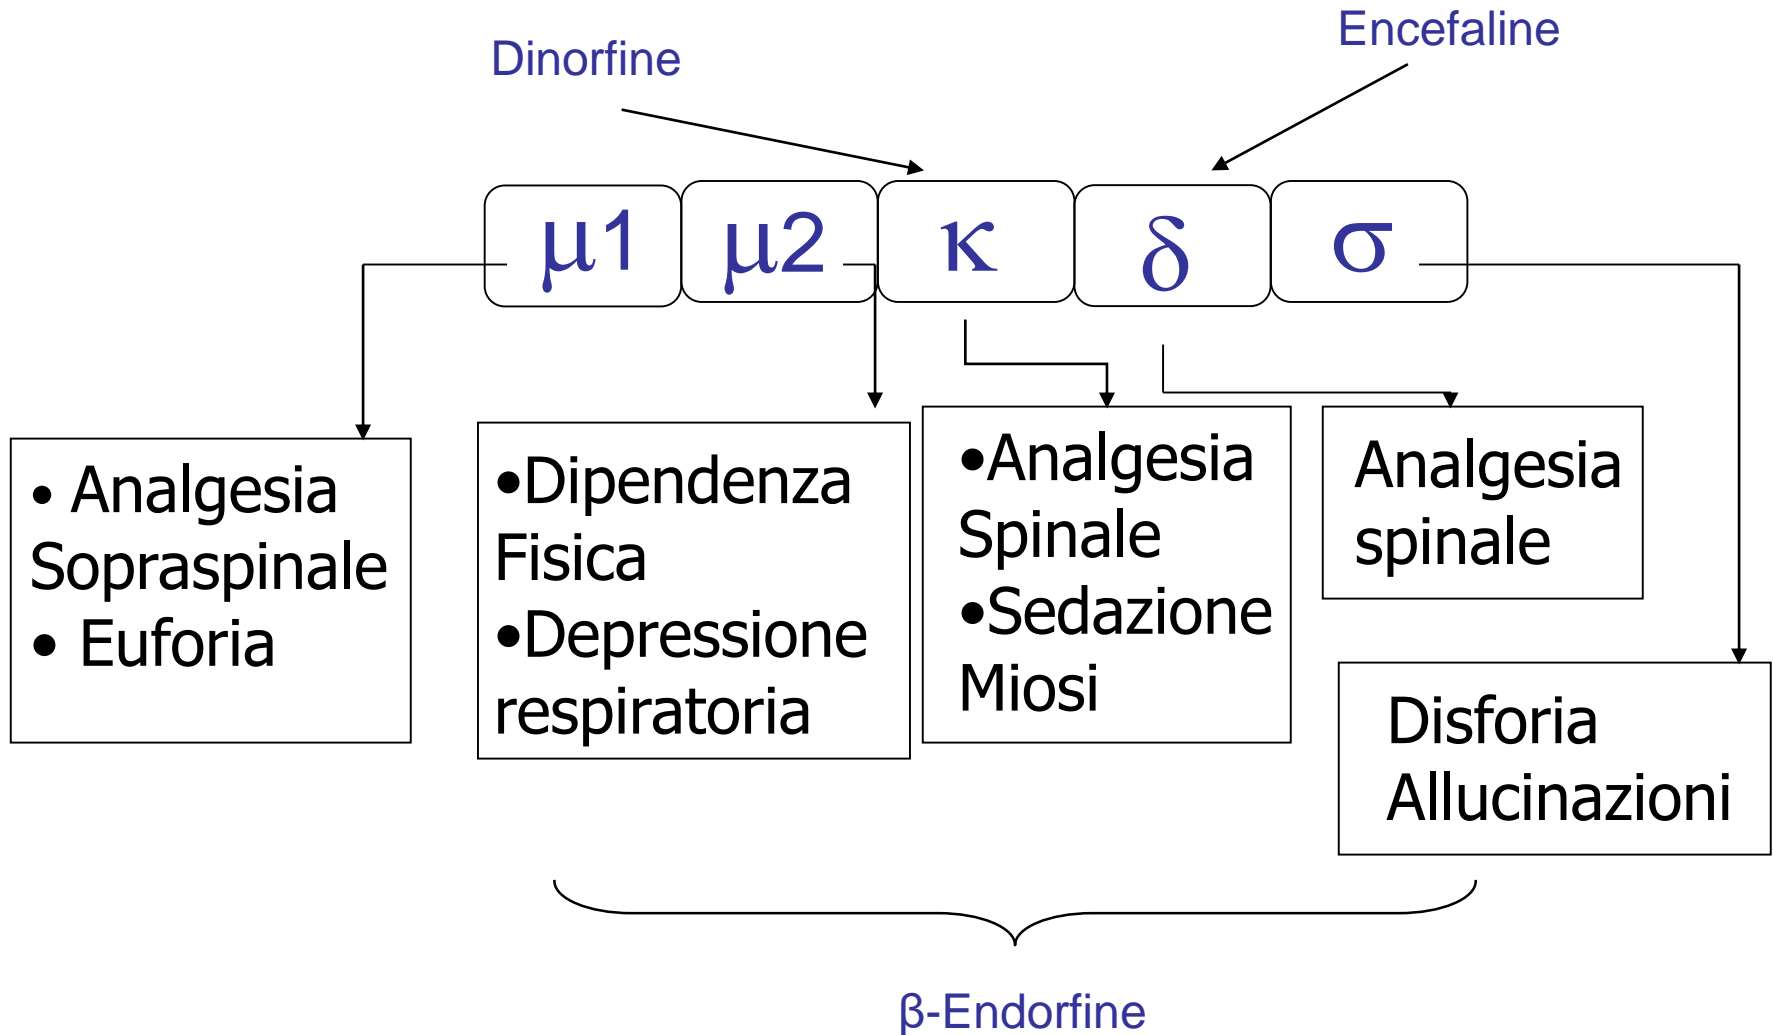 Dinorfine
Encefaline
μ1
μ2
κ
δ
σ
• Analgesia
Sopraspinale
• Euforia
•Dipendenza
Fisica
•Depressione
respiratoria
•Analgesia
Spinale
•Sedazione
Miosi
Analgesia
spinale
Disforia
Allucinazioni
β-Endorfine